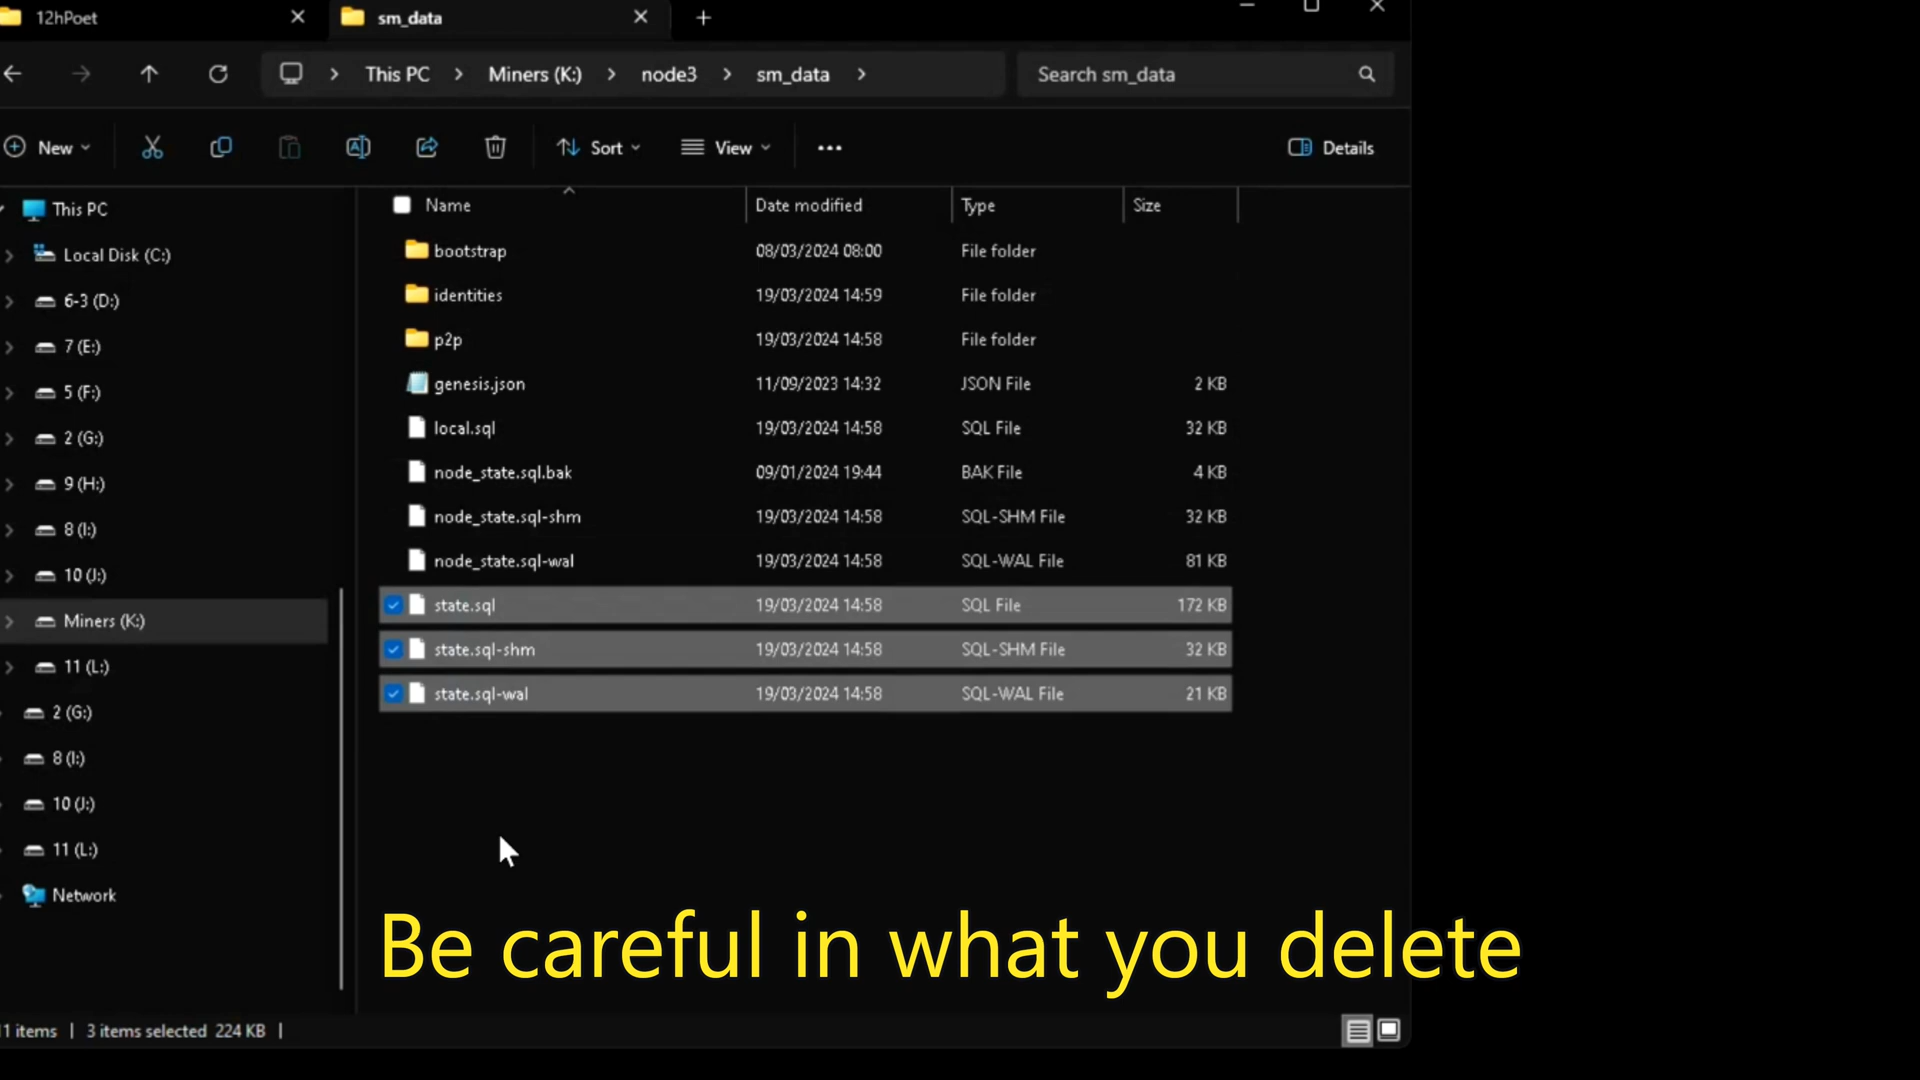 12hPoet
sm_data
This PC
Miners (K:)
node3
sm_data
Search sm_data
New
Sort
View
Details
This PC
Local Disk (C:)
6-3 (D:)
7 (E:)
5 (F:)
2 (G:)
9 (H:)
8 (I:)
10 (J:)
Miners (K:)
11 (L:)
2 (G:)
8 (I:)
10 (J:)
11 (L:)
Network
Name Date modified Type Size
bootstrap 08/03/2024 08:00 File folder
identities 19/03/2024 14:59 File folder
p2p 19/03/2024 14:58 File folder
genesis.json 11/09/2023 14:32 JSON File 2 KB
local.sql 19/03/2024 14:58 SQL File 32 KB
node_state.sql.bak 09/01/2024 19:44 BAK File 4 KB
node_state.sql-shm 19/03/2024 14:58 SQL-SHM File 32 KB
node_state.sql-wal 19/03/2024 14:58 SQL-WAL File 81 KB
state.sql 19/03/2024 14:58 SQL File 172 KB
state.sql-shm 19/03/2024 14:58 SQL-SHM File 32 KB
state.sql-wal 19/03/2024 14:58 SQL-WAL File 21 KB
Be careful in what you delete
1 items | 3 items selected 224 KB |